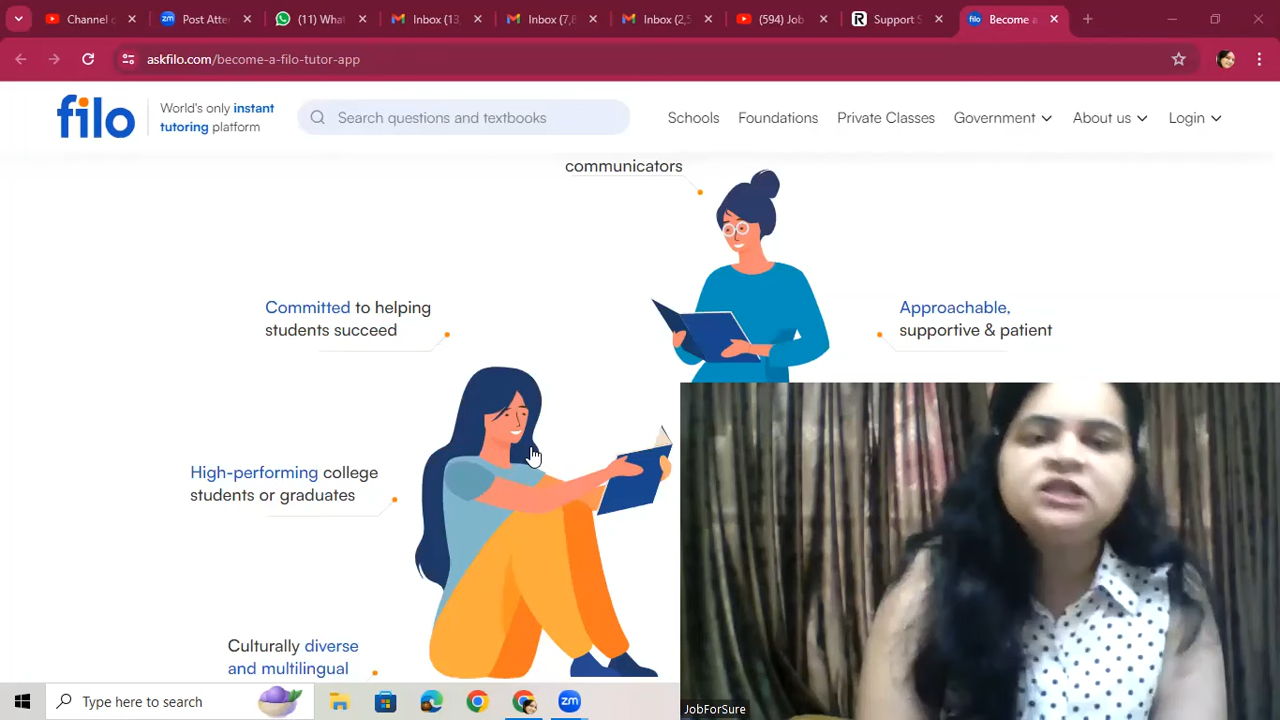 Channel c
Post Atter
(11) What
Inbox (13
Inbox (7,8
Inbox (2,5
(594) Job
Support S
Become a
askfilo.com/become-a-filo-tutor-app
filo
World's only instant
tutoring platform
Search questions and textbooks
Schools
Foundations
Private Classes
Government
About us
Login
communicators
Committed to helping
students succeed
Approachable,
supportive & patient
High-performing college
students or graduates
Culturally diverse
and multilingual
Type here to search
zm
JobForSure